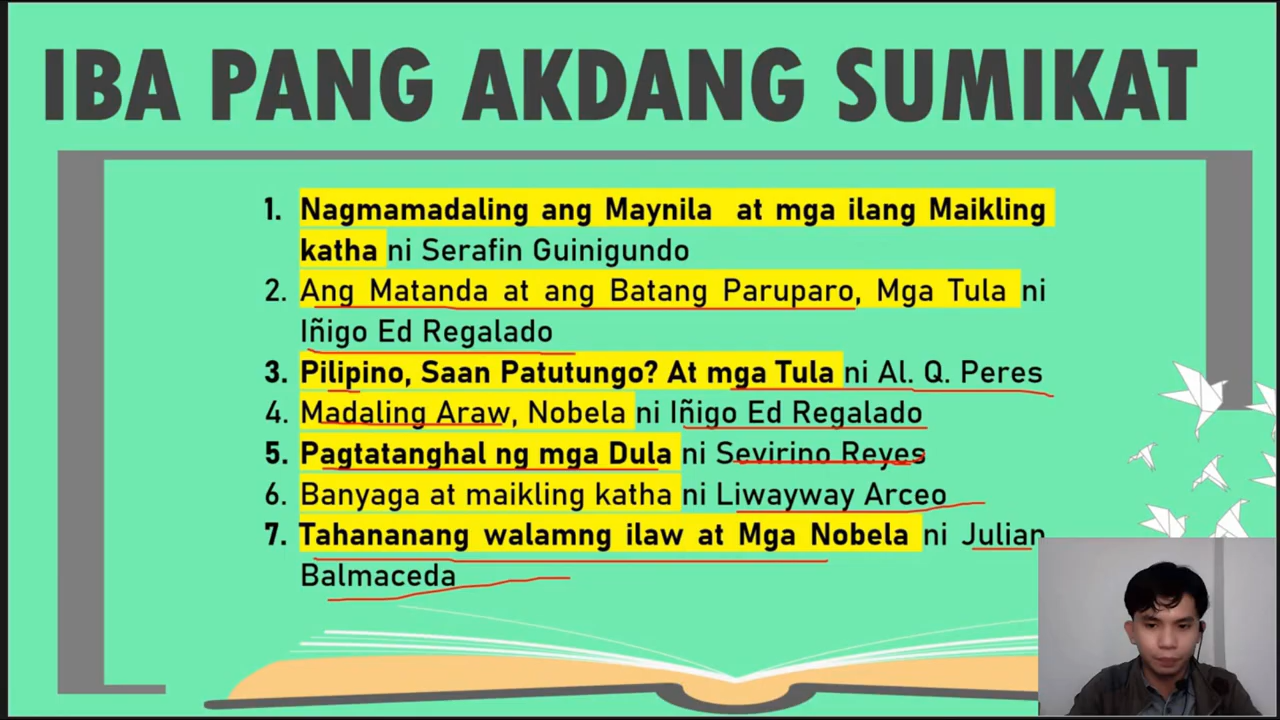 IBA PANG AKDANG SUMIKAT
1. Nagmamadaling ang Maynila at mga ilang Maikling
katha ni Serafin Guinigundo
2. Ang Matanda at ang Batang Paruparo, Mga Tula ni
Iñigo Ed Regalado
3. Pilipino, Saan Patutungo? At mga Tula ni Al. Q. Peres
4. Madaling Araw, Nobela ni Iñigo Ed Regalado
5. Pagtatanghal ng mga Dula ni Sevirino Reyes
6. Banyaga at maikling katha ni Liwayway Arceo
7. Tahananang walamng ilaw at Mga Nobela ni Julian
Balmaceda